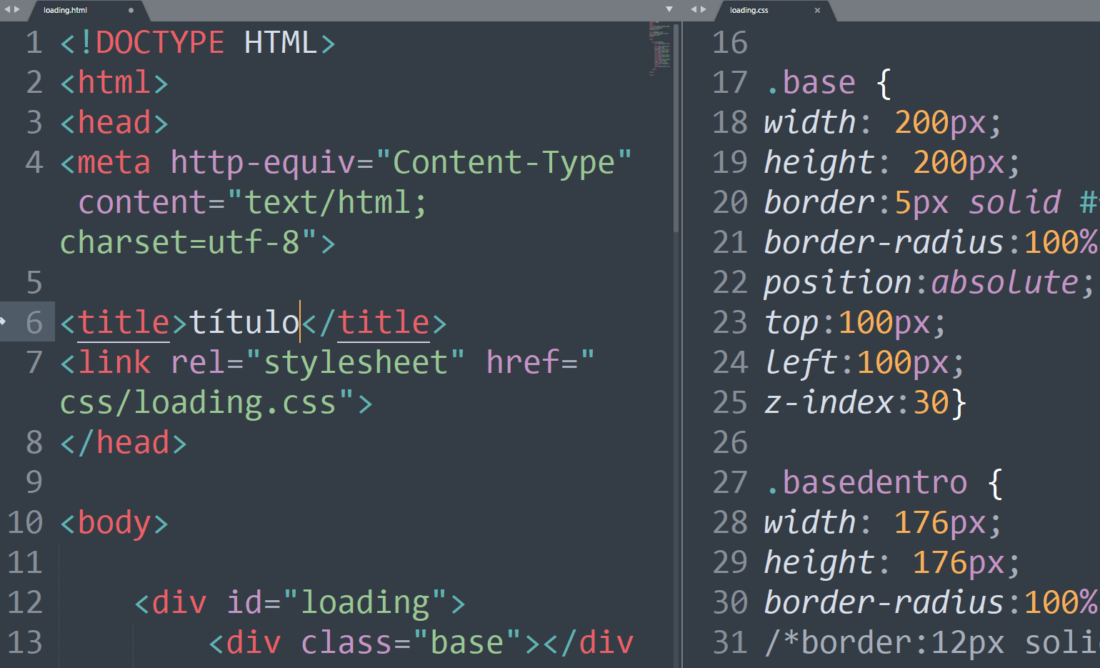 loading.html
1 <!DOCTYPE HTML>
2 <html>
3 <head>
4 <meta http-equiv="Content-Type"
content="text/html;
charset=utf-8">
5
6 <title>título</title>
7 <link rel="stylesheet" href="
css/loading.css">
8 </head>
9
10 <body>
11
12 <div id="loading">
13 <div class="base"></div
loading.css
16
17 .base {
18 width: 200px;
19 height: 200px;
20 border:5px solid #
21 border-radius:100%
22 position:absolute;
23 top:100px;
24 left:100px;
25 z-index:30}
26
27 .basedentro {
28 width: 176px;
29 height: 176px;
30 border-radius:100%
31 /*border:12px soli